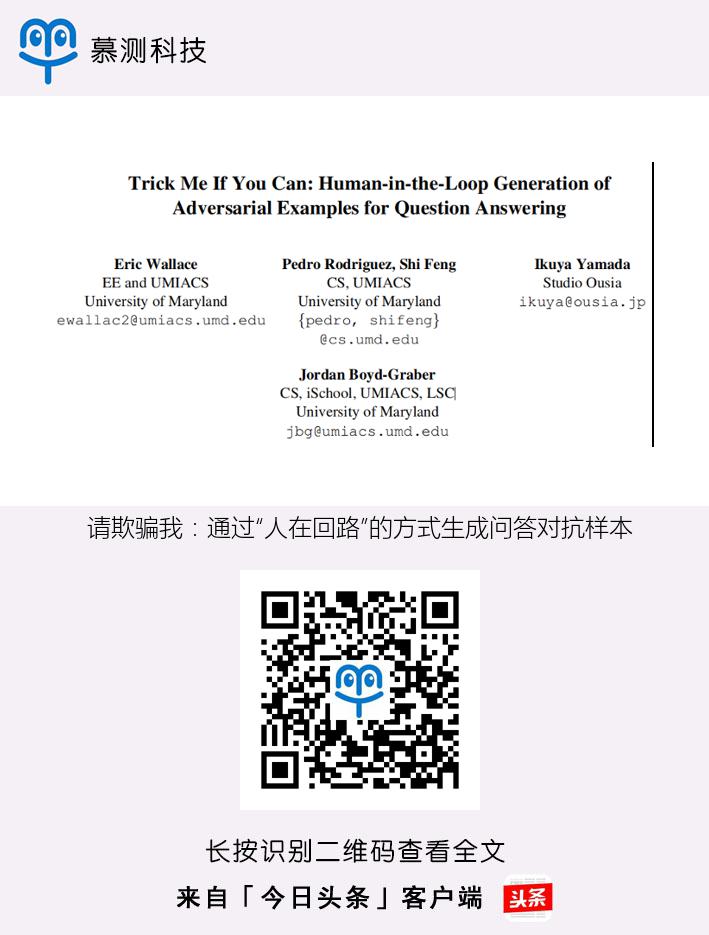 慕测科技
Trick Me If You Can: Human-in-the-Loop Generation of
Adversarial Examples for Question Answering
Eric Wallace
EE and UMIACS
University of Maryland
ewallac2@umiacs.umd.edu
Pedro Rodriguez, Shi Feng
CS, UMIACS
University of Maryland
{pedro, shifeng}
@cs.umd.edu
Ikuya Yamada
Studio Ousia
ikuya@ousia.jp
Jordan Boyd-Graber
CS, iSchool, UMIACS, LSC
University of Maryland
jbg@umiacs.umd.edu
请欺骗我：通过“人在回路”的方式生成问答对抗样本
长按识别二维码查看全文
来自「今日头条」客户端
头条